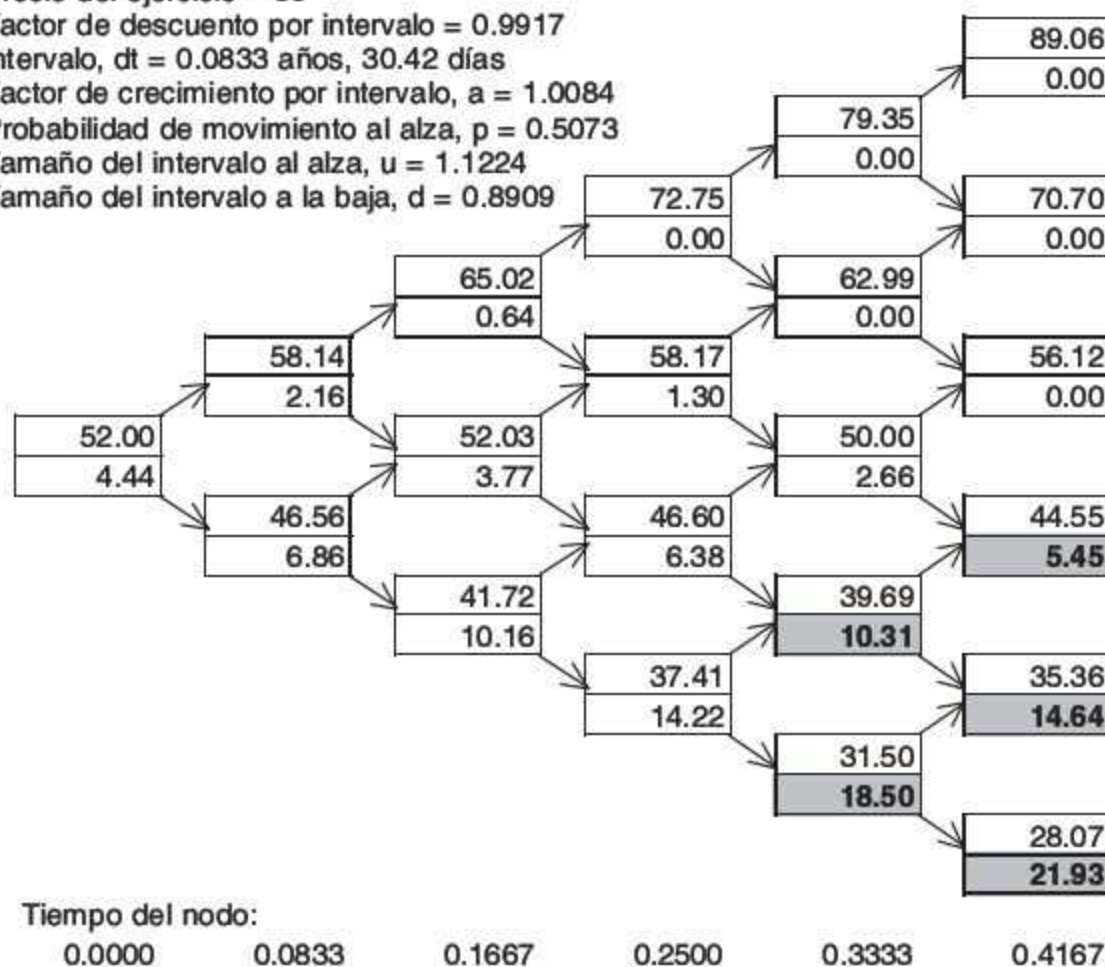 del ejercicio =
actor de descuento por intervalo = 0.9917
ntervalo, dt = 0.0833 años, 30.42 días
actor de crecimiento por intervalo, a = 1.0084
Probabilidad de movimiento al alza, p = 0.5073
amaño del intervalo al alza, u = 1.1224
amaño del intervalo a la baja, d = 0.8909
89.06
0.00
79.35
0.00
72.75 70.70
0.00 0.00
65.02 62.99
0.64 0.00
58.14 58.17 56.12
2.16 1.30 0.00
52.00 52.03 50.00
4.44 3.77 2.66
46.56 46.60 44.55
6.86 6.38 5.45
41.72 39.69
10.16 10.31
37.41 35.36
14.22 14.64
31.50
18.50
28.07
21.93
Tiempo del nodo:
0.0000 0.0833 0.1667 0.2500 0.3333 0.4167